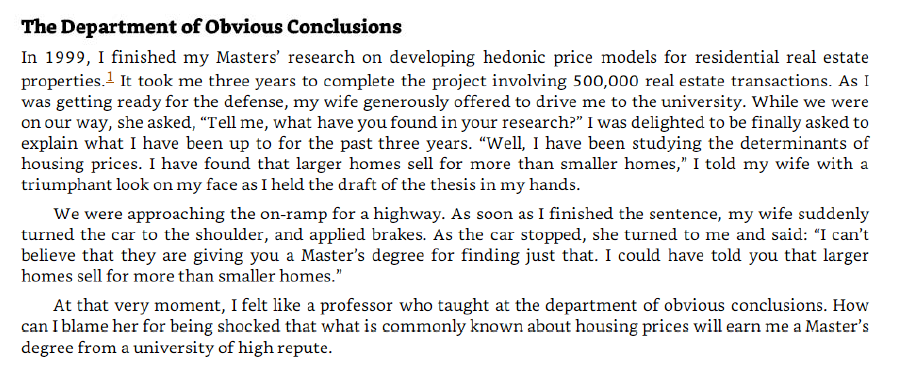 The Department of Obvious Conclusions
In 1999, I finished my Masters’ research on developing hedonic price models for residential real estate
properties.1 It took me three years to complete the project involving 500,000 real estate transactions. As I
was getting ready for the defense, my wife generously offered to drive me to the university. While we were
on our way, she asked, “Tell me, what have you found in your research?” I was delighted to be finally asked to
explain what I have been up to for the past three years. “Well, I have been studying the determinants of
housing prices. I have found that larger homes sell for more than smaller homes,” I told my wife with a
triumphant look on my face as I held the draft of the thesis in my hands.
We were approaching the on-ramp for a highway. As soon as I finished the sentence, my wife suddenly
turned the car to the shoulder, and applied brakes. As the car stopped, she turned to me and said: “I can’t
believe that they are giving you a Master’s degree for finding just that. I could have told you that larger
homes sell for more than smaller homes.”
At that very moment, I felt like a professor who taught at the department of obvious conclusions. How
can I blame her for being shocked that what is commonly known about housing prices will earn me a Master’s
degree from a university of high repute.